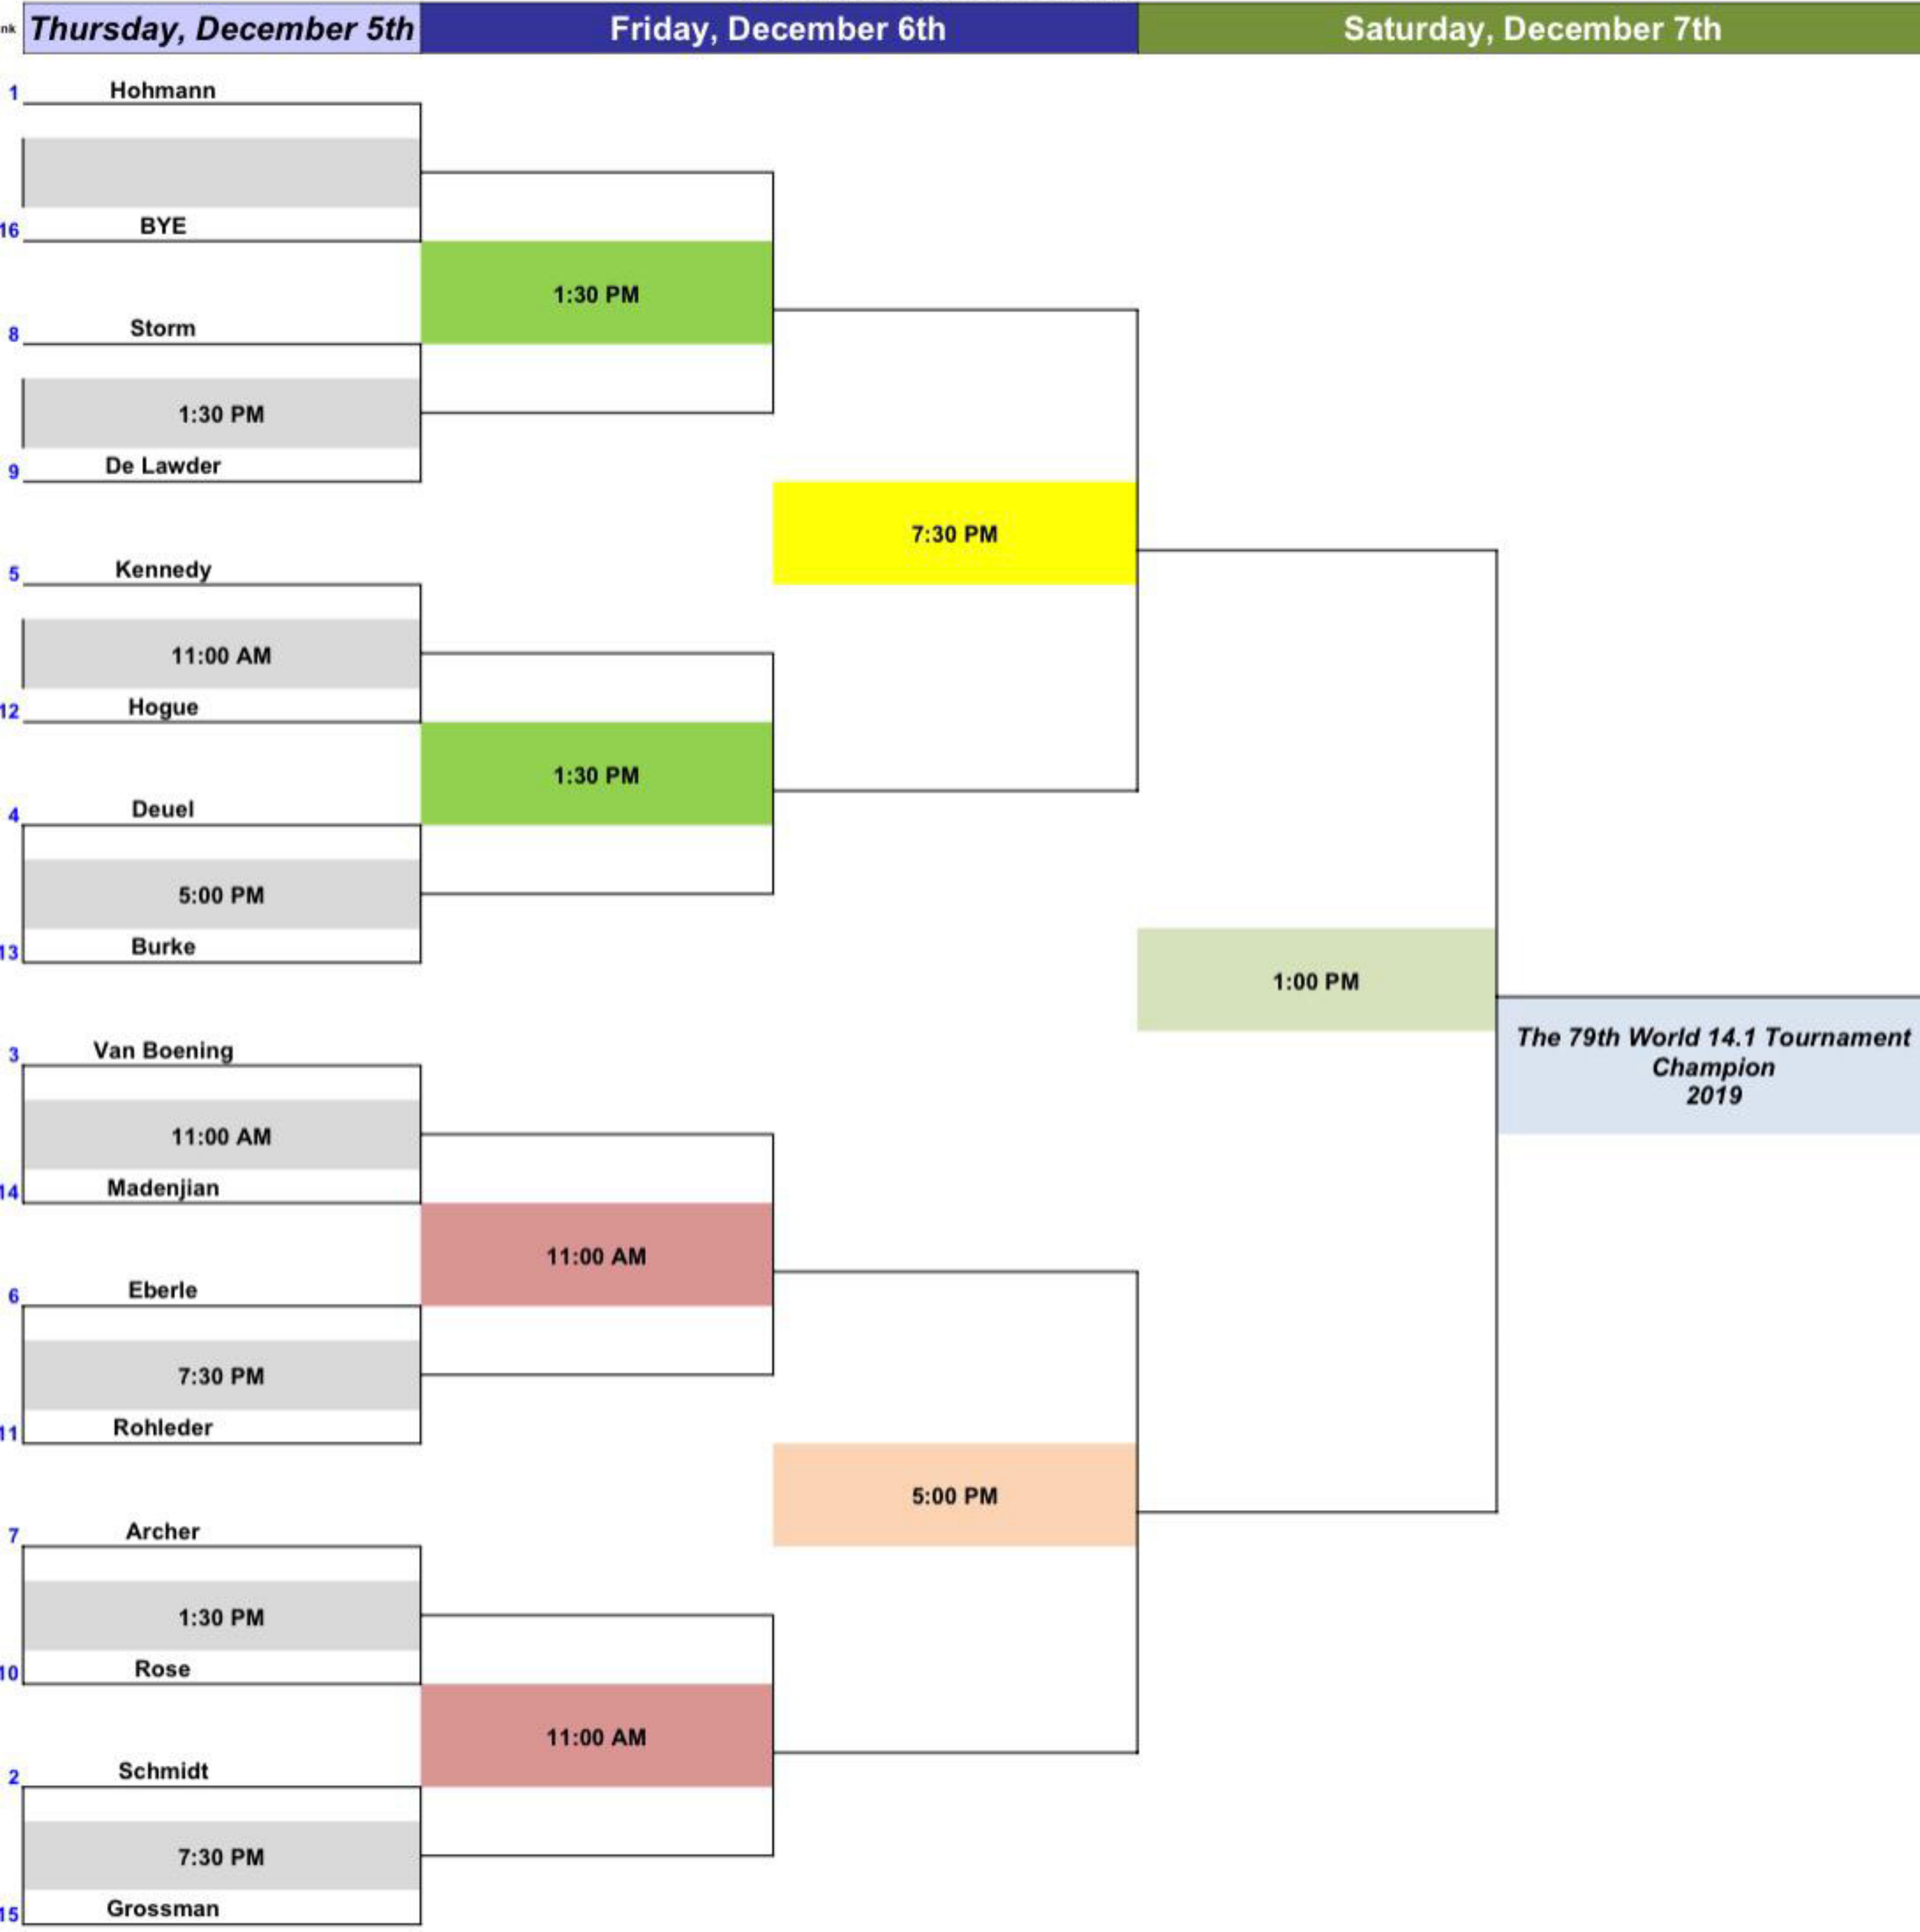 nk Thursday, December 5th Friday, December 6th Saturday, December 7th
1 Hohmann
16 BYE
1:30 PM
8 Storm
1:30 PM
9 De Lawder
7:30 PM
5 Kennedy
11:00 AM
12 Hogue
1:30 PM
4 Deuel
5:00 PM
13 Burke
1:00 PM
The 79th World 14.1 Tournament
Champion
2019
3 Van Boening
11:00 AM
14 Madenjian
11:00 AM
6 Eberle
7:30 PM
11 Rohleder
5:00 PM
7 Archer
1:30 PM
10 Rose
11:00 AM
2 Schmidt
7:30 PM
15 Grossman